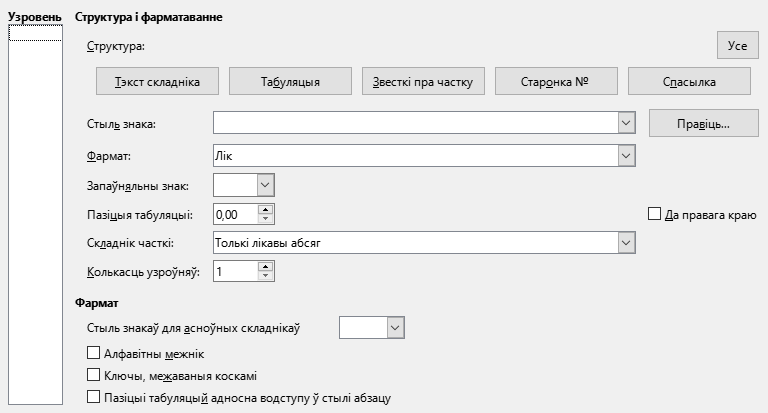 Узровень Структура і фарматаванне
Структура: Усе
Тэкст складніка Табуляцыя Звесткі пра частку Старонка № Спасылка
Стыль знака: Правіць...
Фармат: Лік
Запаўняльны знак:
Пазіцыя табуляцыі: 0,00 Да правага краю
Складнік часткі: Толькі лікавы абсяг
Колькасць узроўняў: 1
Фармат
Стыль знакаў для асноўных складнікаў
Алфавітны межнік
Ключы, межаваныя коскамі
Пазіцыі табуляцый адносна водступу ў стылі абзацу